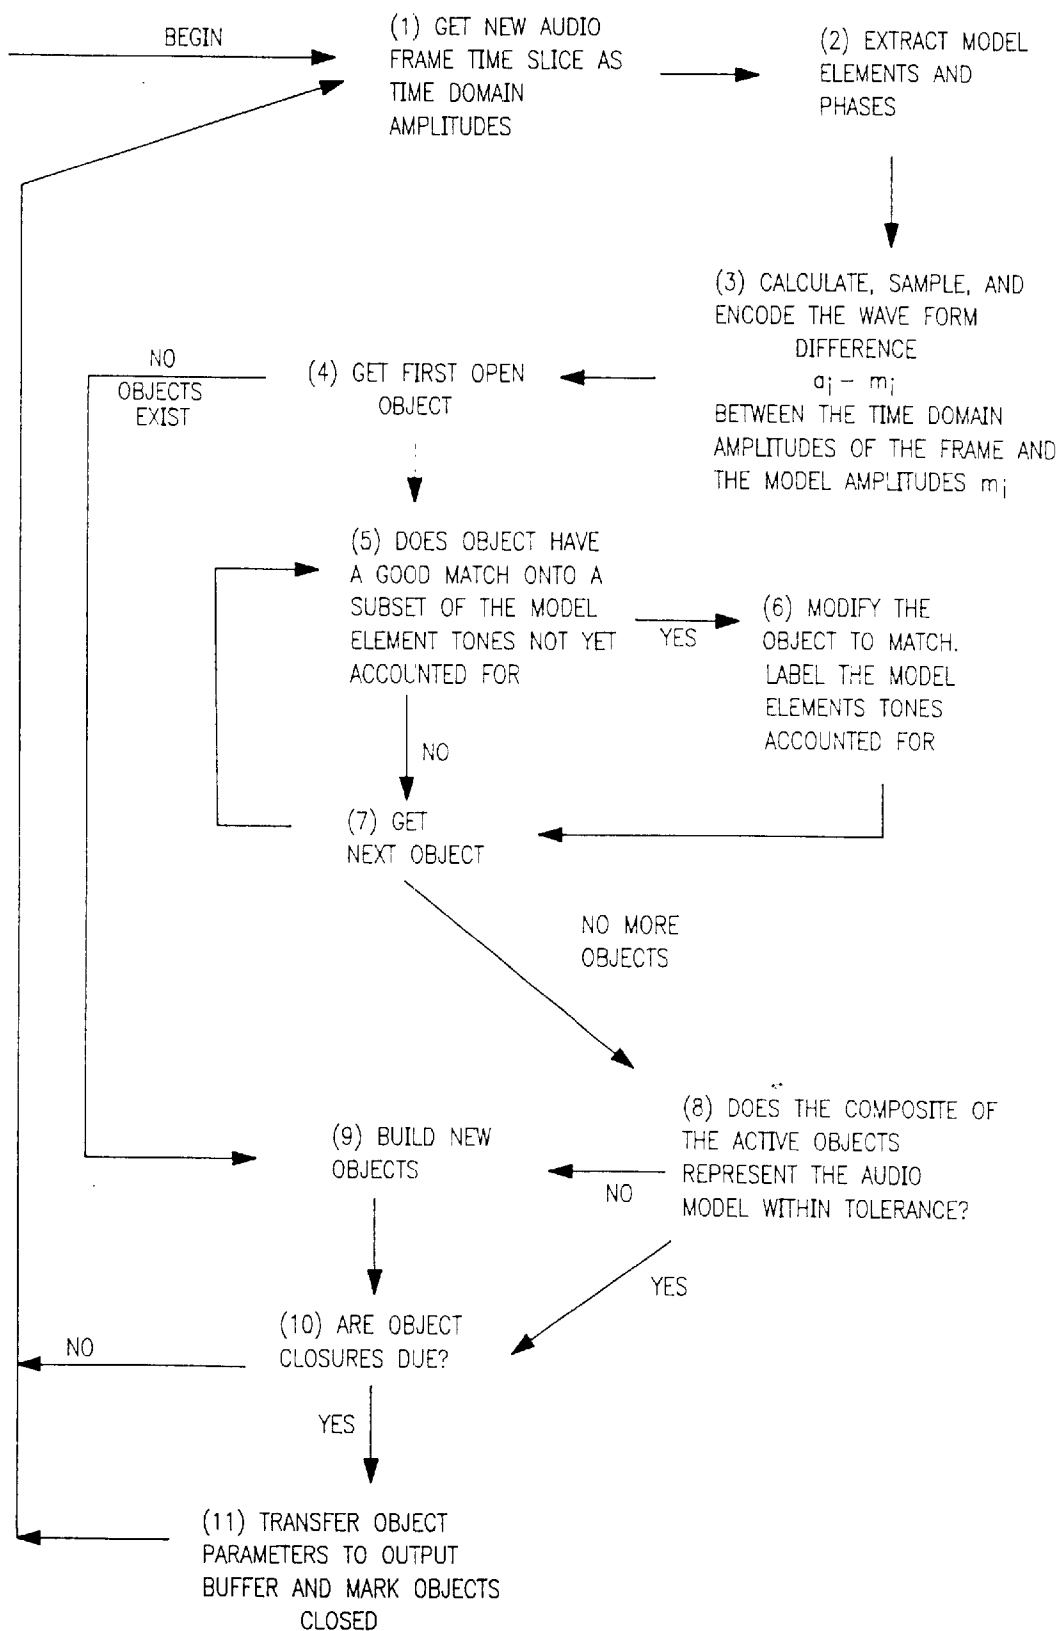 BEGIN
(1) GET NEW AUDIO
FRAME TIME SLICE AS
TIME DOMAIN
AMPLITUDES
(2) EXTRACT MODEL
ELEMENTS AND
PHASES
(3) CALCULATE, SAMPLE, AND
ENCODE THE WAVE FORM
DIFFERENCE
ai – mi
BETWEEN THE TIME DOMAIN
AMPLITUDES OF THE FRAME AND
THE MODEL AMPLITUDES mi
(4) GET FIRST OPEN
OBJECT
NO
OBJECTS
EXIST
(5) DOES OBJECT HAVE
A GOOD MATCH ONTO A
SUBSET OF THE MODEL
ELEMENT TONES NOT YET
ACCOUNTED FOR
YES
(6) MODIFY THE
OBJECT TO MATCH.
LABEL THE MODEL
ELEMENTS TONES
ACCOUNTED FOR
NO
(7) GET
NEXT OBJECT
NO MORE
OBJECTS
(8) DOES THE COMPOSITE OF
THE ACTIVE OBJECTS
REPRESENT THE AUDIO
MODEL WITHIN TOLERANCE?
NO
(9) BUILD NEW
OBJECTS
YES
(10) ARE OBJECT
CLOSURES DUE?
NO
YES
(11) TRANSFER OBJECT
PARAMETERS TO OUTPUT
BUFFER AND MARK OBJECTS
CLOSED